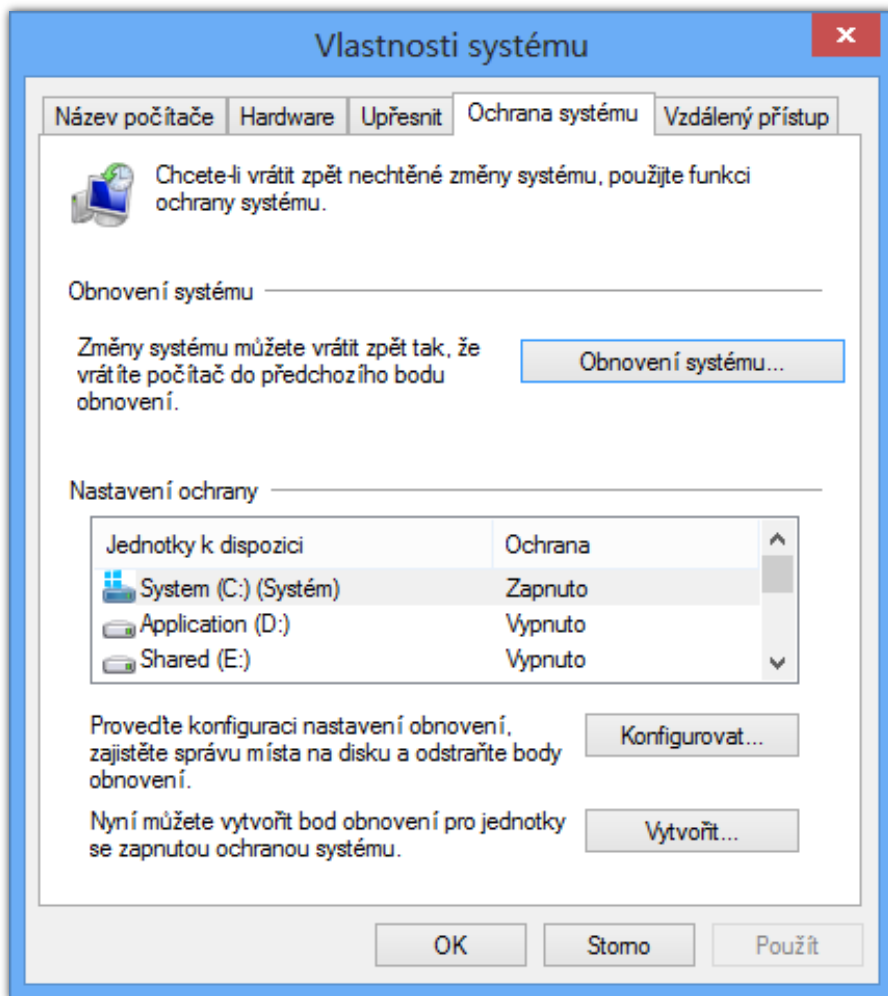 Vlastnosti systému
Název počítače Hardware Upřesnit Ochrana systému Vzdálený přístup
Chcete-li vrátit zpět nechtěné změny systému, použijte funkci
ochrany systému.
Obnovení systému
Změny systému můžete vrátit zpět tak, že
vrátíte počítač do předchozího bodu
obnovení.
Obnovení systému...
Nastavení ochrany
Jednotky k dispozici Ochrana
System (C:) (Systém) Zapnuto
Application (D:) Vypnuto
Shared (E:) Vypnuto
Proveďte konfiguraci nastavení obnovení,
zajistěte správu místa na disku a odstraňte body
obnovení.
Konfigurovat...
Nyní můžete vytvořit bod obnovení pro jednotky
se zapnutou ochranou systému.
Vytvořit...
OK Storno Použít